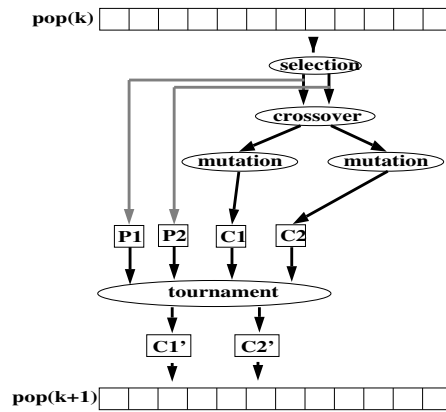 pop(k)
selection
crossover
mutation
mutation
P1
P2
C1
C2
tournament
C1'
C2'
pop(k+1)